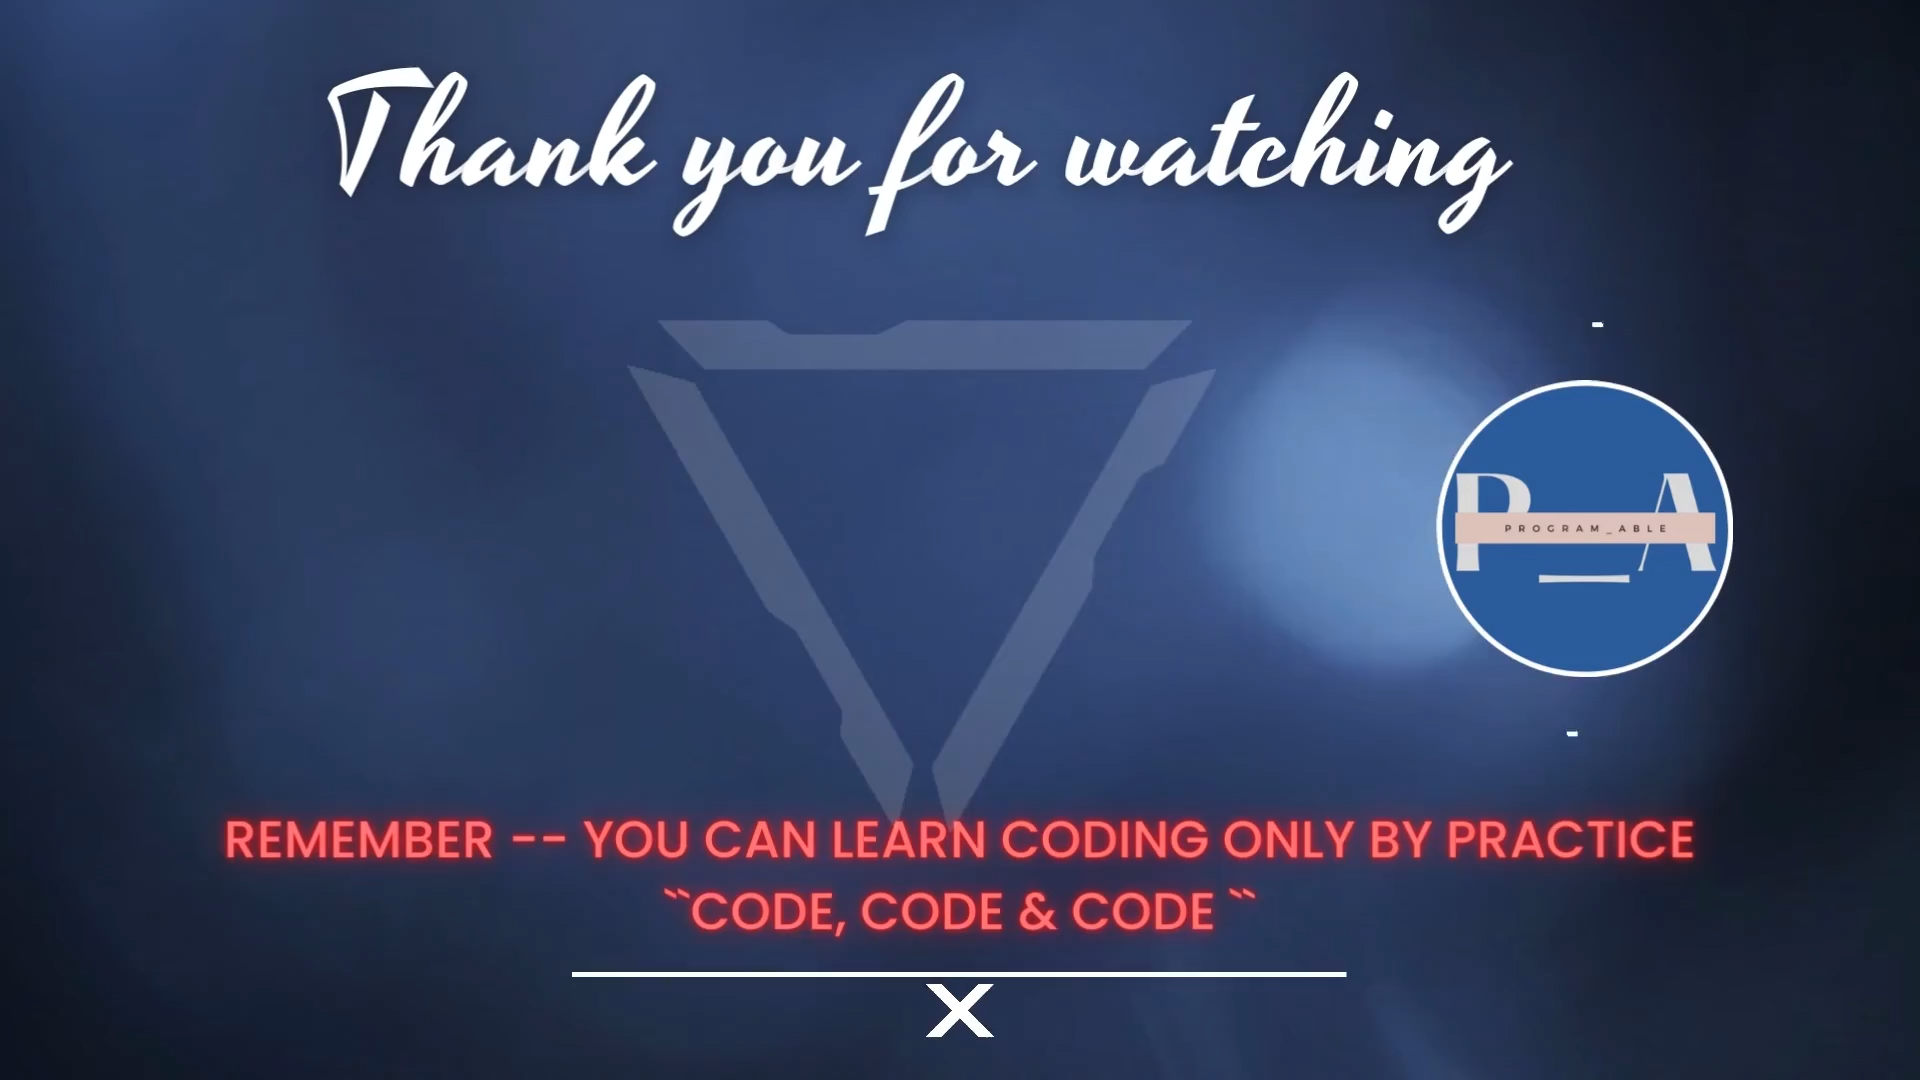 Thank you for watching
P_A
PROGRAM_ABLE
REMEMBER -- YOU CAN LEARN CODING ONLY BY PRACTICE
``CODE, CODE & CODE ``